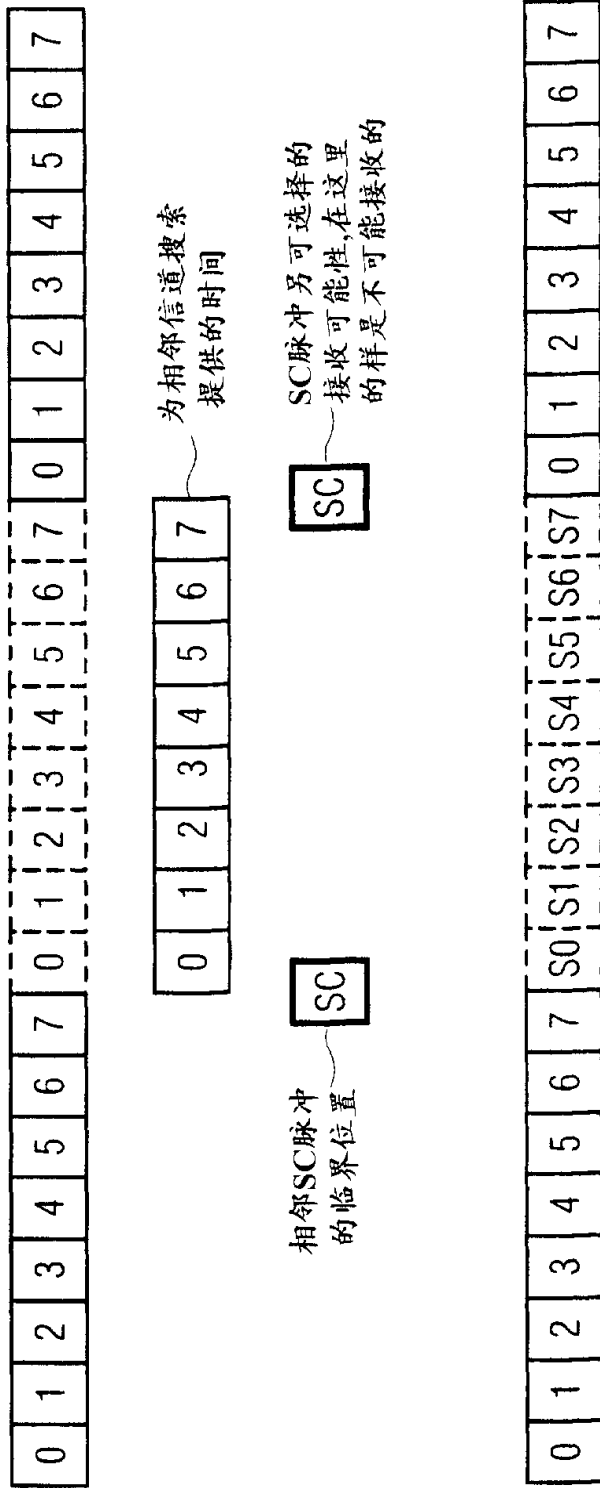 0 1 2 3 4 5 6 7 0 1 2 3 4 5 6 7 0 1 2 3 4 5 6 7
0 1 2 3 4 5 6 7
为相邻信道搜索
提供的时间
相邻SC脉冲
的临界位置
SC
SC
SC脉冲另可选择的
接收可能性,在这里
的样是不可能接收的
0 1 2 3 4 5 6 7 S0 S1 S2 S3 S4 S5 S6 S7 0 1 2 3 4 5 6 7